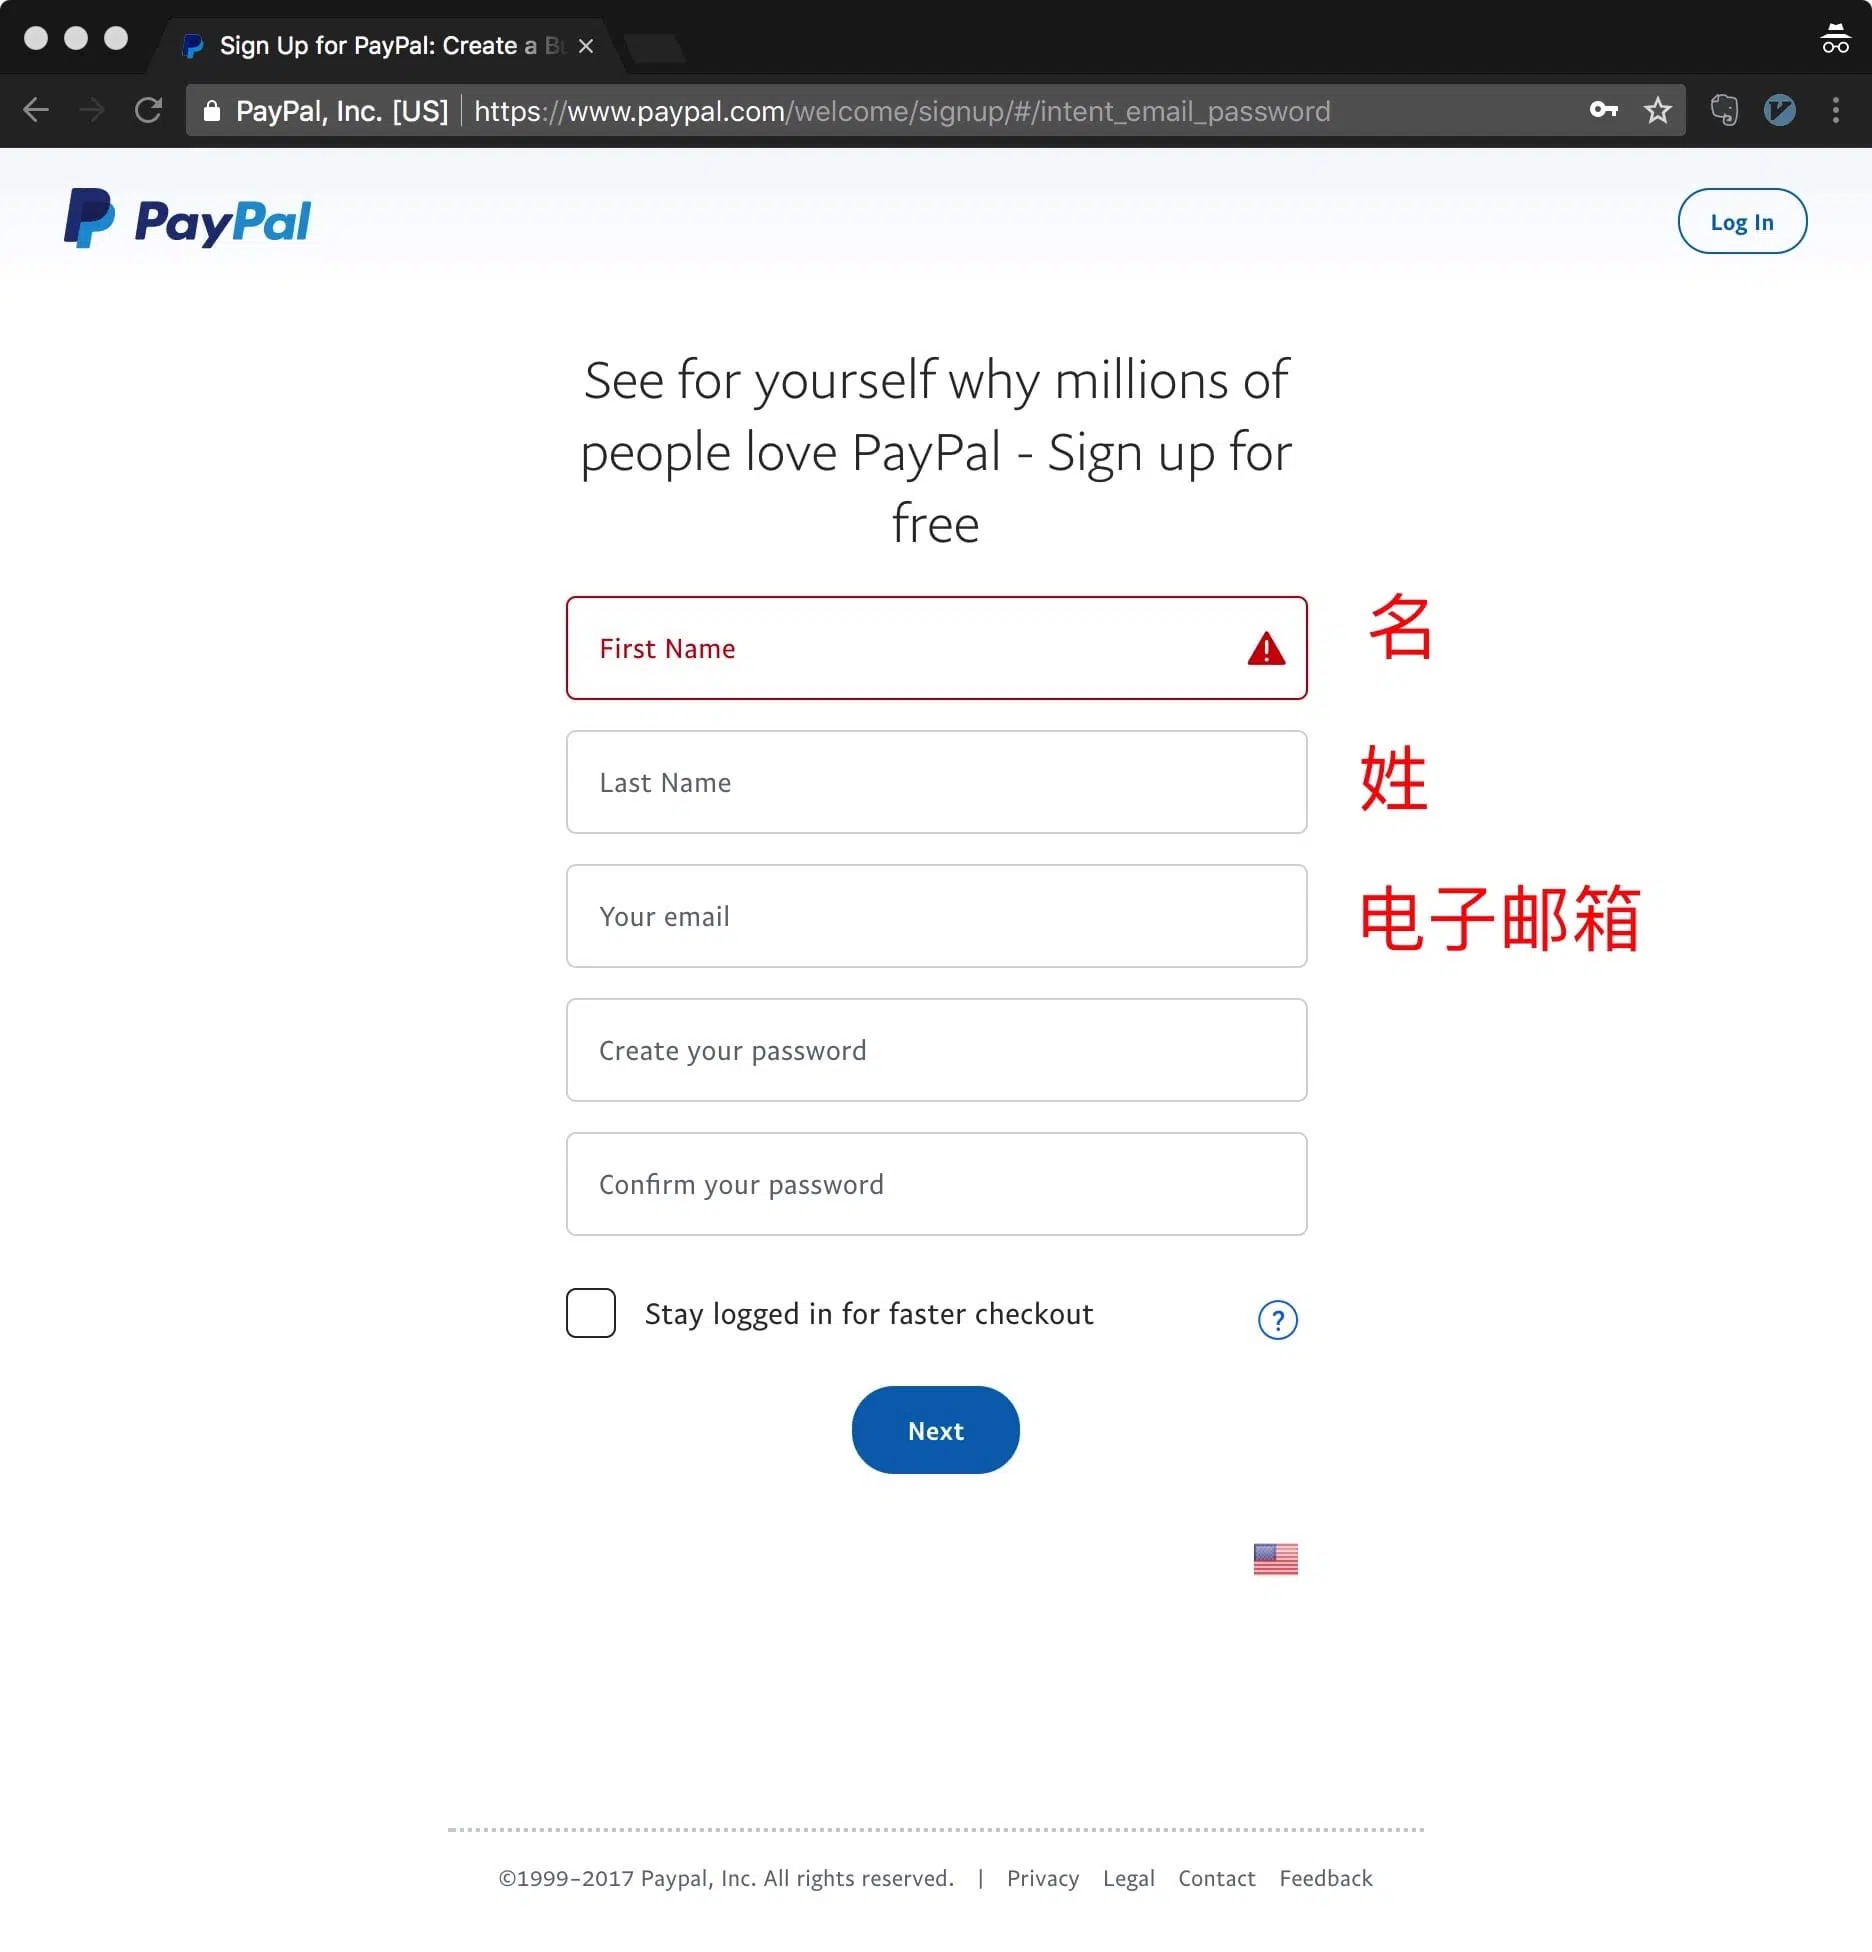 Sign Up for PayPal: Create a Bu
PayPal, Inc. [US] https://www.paypal.com/welcome/signup/#/intent_email_password
PayPal
Log In
See for yourself why millions of
people love PayPal - Sign up for
free
First Name 名
Last Name 姓
Your email 电子邮箱
Create your password
Confirm your password
Stay logged in for faster checkout ?
Next
©1999-2017 Paypal, Inc. All rights reserved. | Privacy Legal Contact Feedback